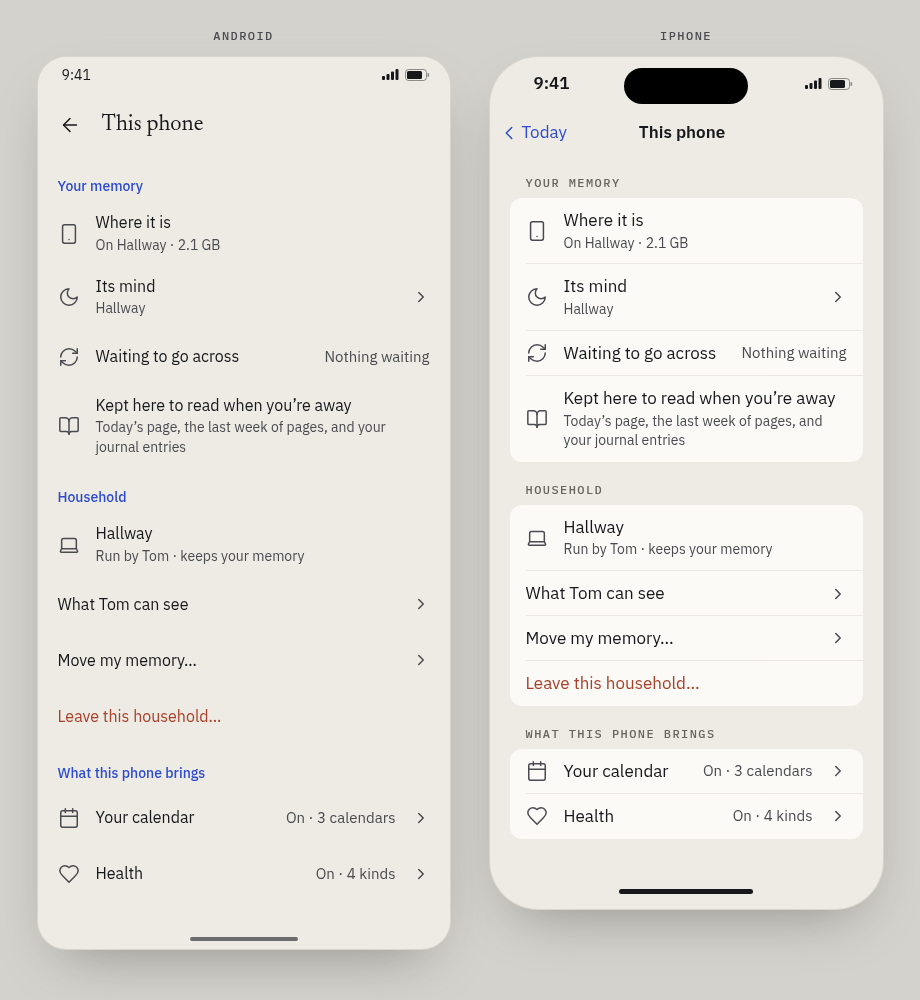 ANDROID
9:41
This phone
Your memory
Where it is
On Hallway · 2.1 GB
Its mind
Hallway
Waiting to go across
Nothing waiting
Kept here to read when you’re away
Today’s page, the last week of pages, and your
journal entries
Household
Hallway
Run by Tom · keeps your memory
What Tom can see
Move my memory…
Leave this household…
What this phone brings
Your calendar
On · 3 calendars
Health
On · 4 kinds
IPHONE
9:41
Today
This phone
YOUR MEMORY
Where it is
On Hallway · 2.1 GB
Its mind
Hallway
Waiting to go across
Nothing waiting
Kept here to read when you’re away
Today’s page, the last week of pages, and
your journal entries
HOUSEHOLD
Hallway
Run by Tom · keeps your memory
What Tom can see
Move my memory…
Leave this household…
WHAT THIS PHONE BRINGS
Your calendar
On · 3 calendars
Health
On · 4 kinds